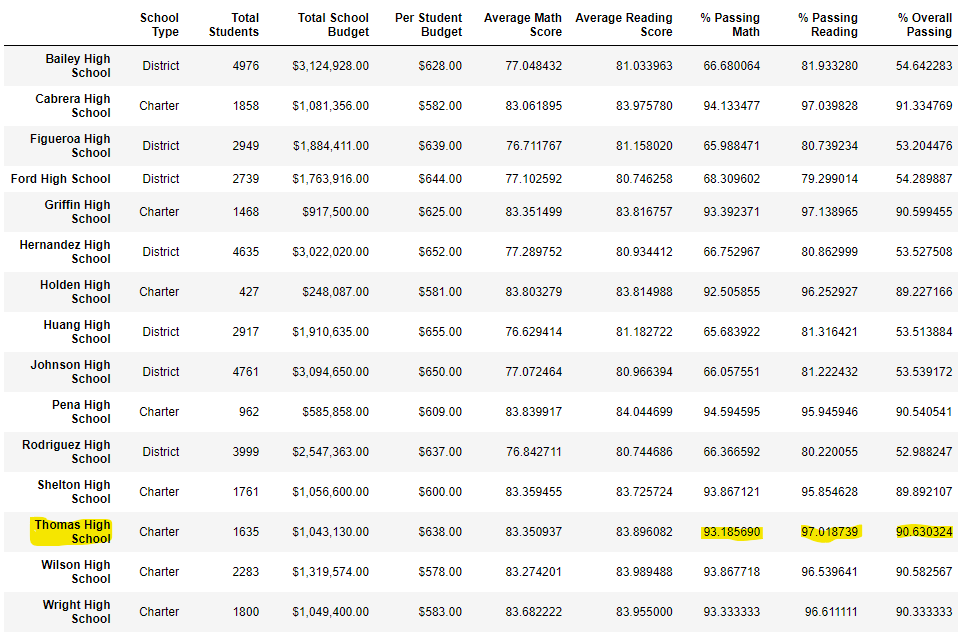 School Type Total Students Total School Budget Per Student Budget Average Math Score Average Reading Score % Passing Math % Passing Reading % Overall Passing
Bailey High School District 4976 $3,124,928.00 $628.00 77.048432 81.033963 66.680064 81.933280 54.642283
Cabrera High School Charter 1858 $1,081,356.00 $582.00 83.061895 83.975780 94.133477 97.039828 91.334769
Figueroa High School District 2949 $1,884,411.00 $639.00 76.711767 81.158020 65.988471 80.739234 53.204476
Ford High School District 2739 $1,763,916.00 $644.00 77.102592 80.746258 68.309602 79.299014 54.289887
Griffin High School Charter 1468 $917,500.00 $625.00 83.351499 83.816757 93.392371 97.138965 90.599455
Hernandez High School District 4635 $3,022,020.00 $652.00 77.289752 80.934412 66.752967 80.862999 53.527508
Holden High School Charter 427 $248,087.00 $581.00 83.803279 83.814988 92.505855 96.252927 89.227166
Huang High School District 2917 $1,910,635.00 $655.00 76.629414 81.182722 65.683922 81.316421 53.513884
Johnson High School District 4761 $3,094,650.00 $650.00 77.072464 80.966394 66.057551 81.222432 53.539172
Pena High School Charter 962 $585,858.00 $609.00 83.839917 84.044699 94.594595 95.945946 90.540541
Rodriguez High School District 3999 $2,547,363.00 $637.00 76.842711 80.744686 66.366592 80.220055 52.988247
Shelton High School Charter 1761 $1,056,600.00 $600.00 83.359455 83.725724 93.867121 95.854628 89.892107
Thomas High School Charter 1635 $1,043,130.00 $638.00 83.350937 83.896082 93.185690 97.018739 90.630324
Wilson High School Charter 2283 $1,319,574.00 $578.00 83.274201 83.989488 93.867718 96.539641 90.582567
Wright High School Charter 1800 $1,049,400.00 $583.00 83.682222 83.955000 93.333333 96.611111 90.333333